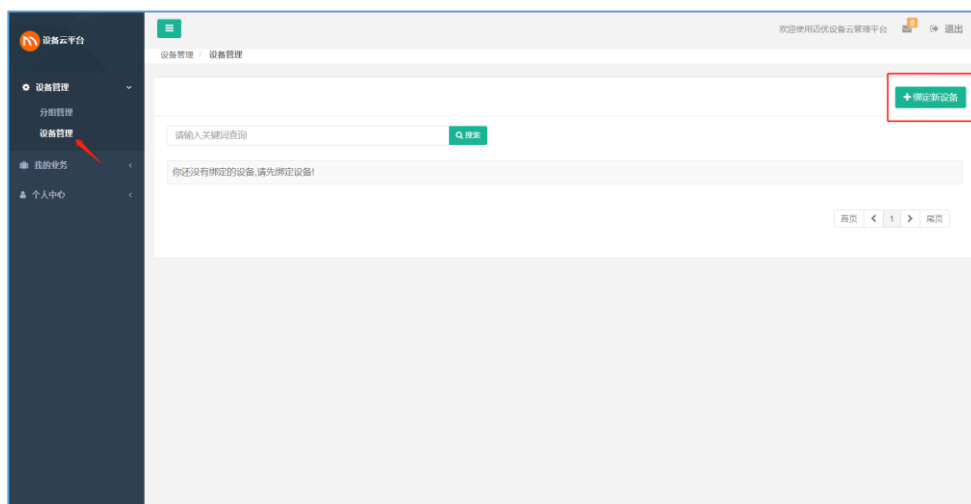 设备云平台
欢迎使用迈优设备云管理平台 0 退出
设备管理 / 设备管理
设备管理
分组管理
设备管理
我的业务
个人中心
+绑定新设备
请输入关键词查询 搜索
你还没有绑定的设备,请先绑定设备!
首页 1 尾页